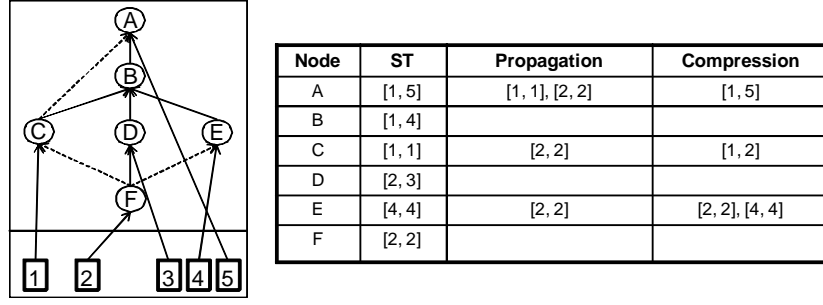 A
B
C D E
F
1 2 3 4 5
Node ST Propagation Compression
A [1, 5] [1, 1], [2, 2] [1, 5]
B [1, 4]
C [1, 1] [2, 2] [1, 2]
D [2, 3]
E [4, 4] [2, 2] [2, 2], [4, 4]
F [2, 2]